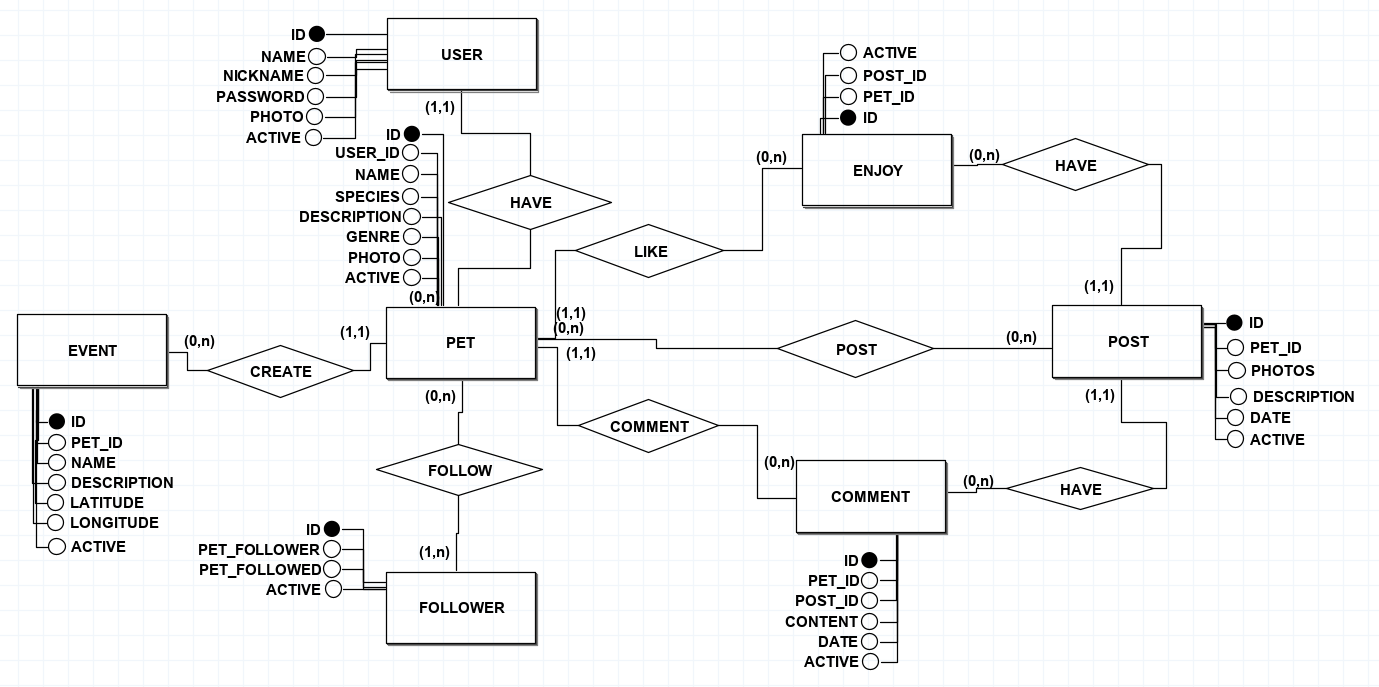 ID
NAME
NICKNAME
PASSWORD
PHOTO
ACTIVE
USER
(1,1)
HAVE
ID
USER_ID
NAME
SPECIES
DESCRIPTION
GENRE
PHOTO
ACTIVE
(0,n)
PET
ACTIVE
POST_ID
PET_ID
ID
ENJOY
(0,n)
(0,n)
HAVE
LIKE
(1,1)
(0,n)
(1,1)
(1,1)
POST
(0,n)
POST
ID
PET_ID
PHOTOS
DESCRIPTION
DATE
ACTIVE
(1,1)
EVENT
(0,n)
CREATE
(1,1)
ID
PET_ID
NAME
DESCRIPTION
LATITUDE
LONGITUDE
ACTIVE
(0,n)
FOLLOW
(1,n)
ID
PET_FOLLOWER
PET_FOLLOWED
ACTIVE
FOLLOWER
COMMENT
(0,n)
COMMENT
(0,n)
HAVE
ID
PET_ID
POST_ID
CONTENT
DATE
ACTIVE